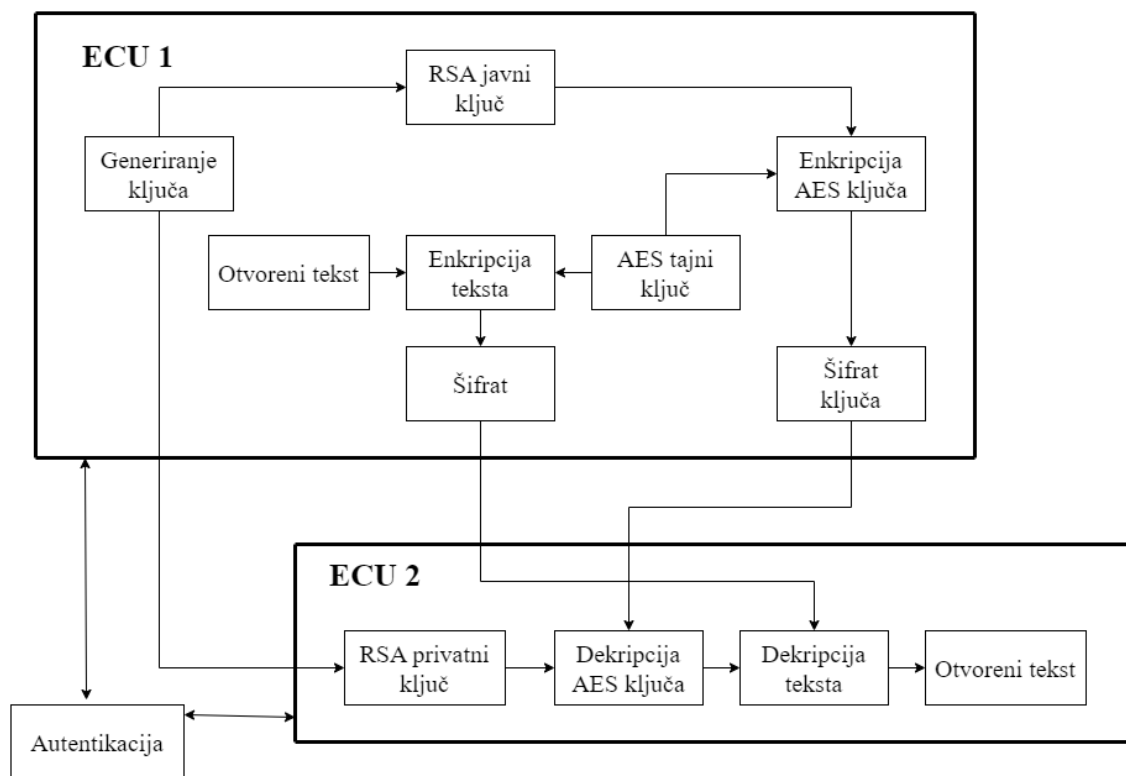 ECU 1
RSA javni
ključ
Generiranje
ključa
Enkripcija
AES ključa
Otvoreni tekst
Enkripcija
teksta
AES tajni
ključ
Šifrat
Šifrat
ključa
ECU 2
RSA privatni
ključ
Dekripcija
AES ključa
Dekripcija
teksta
Otvoreni tekst
Autentikacija